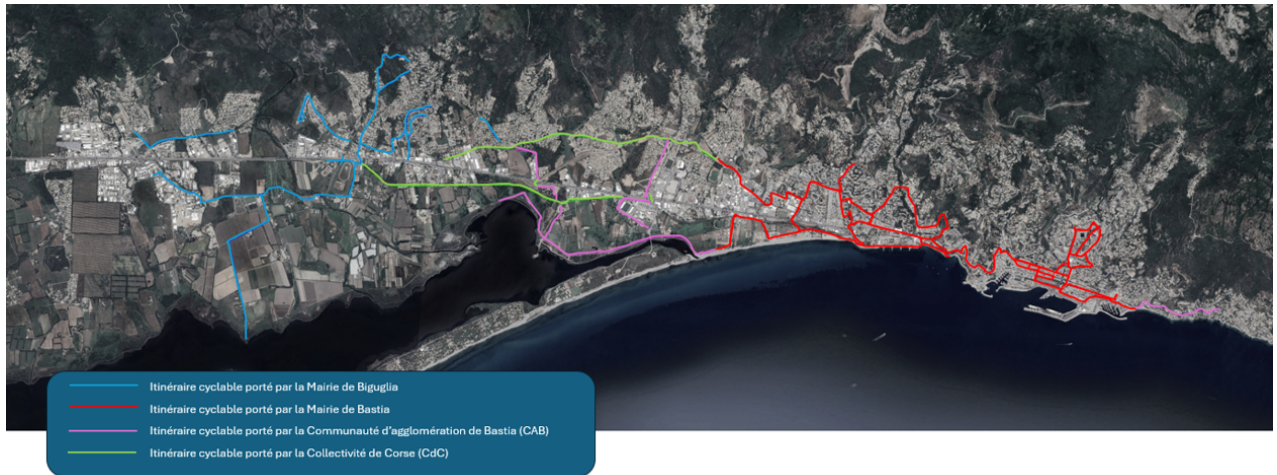 Itinéraire cyclable porté par la Mairie de Biguglia
Itinéraire cyclable porté par la Mairie de Bastia
Itinéraire cyclable porté par la Communauté d'agglomération de Bastia (CAB)
Itinéraire cyclable porté par la Collectivité de Corse (CdC)